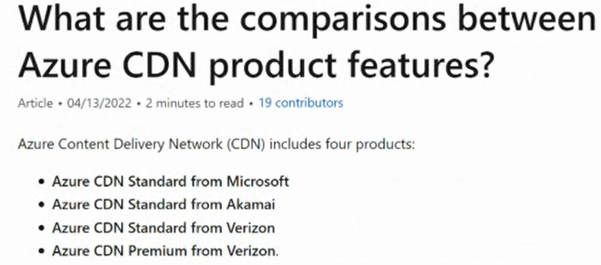 What are the comparisons between
Azure CDN product features?
Article • 04/13/2022 • 2 minutes to read • 19 contributors
Azure Content Delivery Network (CDN) includes four products:
• Azure CDN Standard from Microsoft
• Azure CDN Standard from Akamai
• Azure CDN Standard from Verizon
• Azure CDN Premium from Verizon.